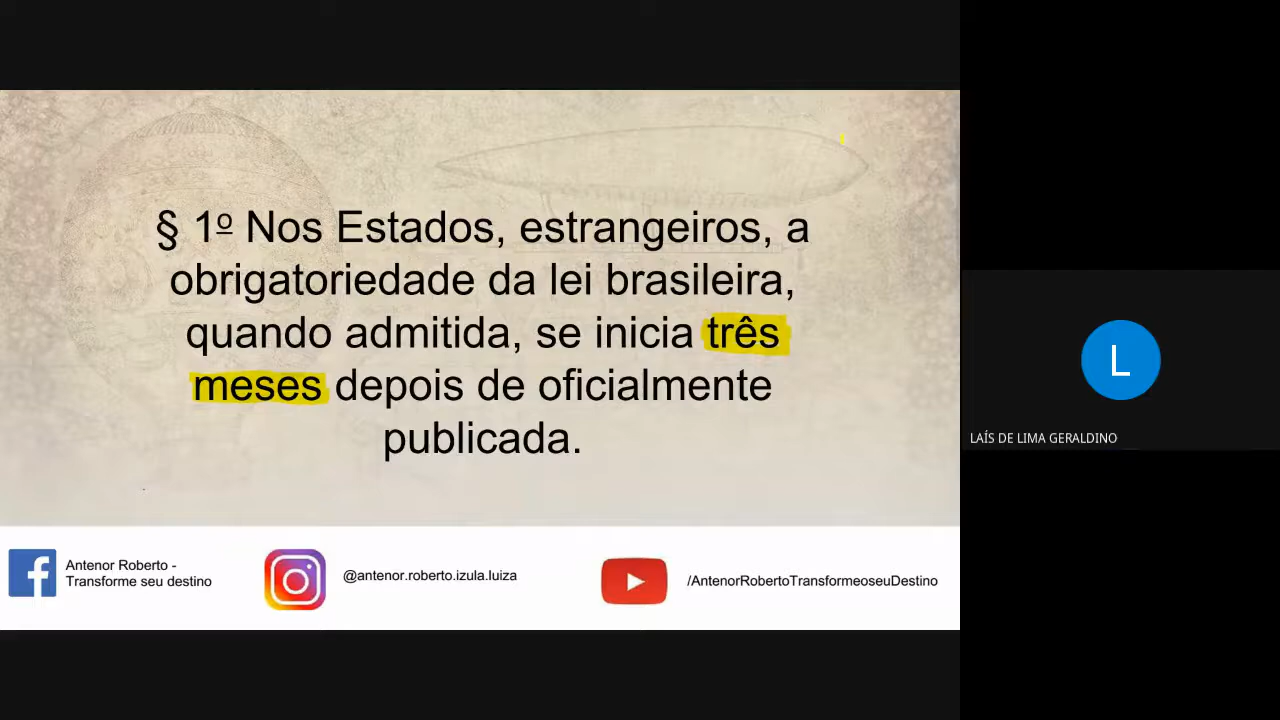 § 1º Nos Estados, estrangeiros, a
obrigatoriedade da lei brasileira,
quando admitida, se inicia três
meses depois de oficialmente
publicada.
L
LAÍS DE LIMA GERALDINO
Antenor Roberto -
Transforme seu destino
@antenor.roberto.izula.luiza
/AntenorRobertoTransformeoseuDestino